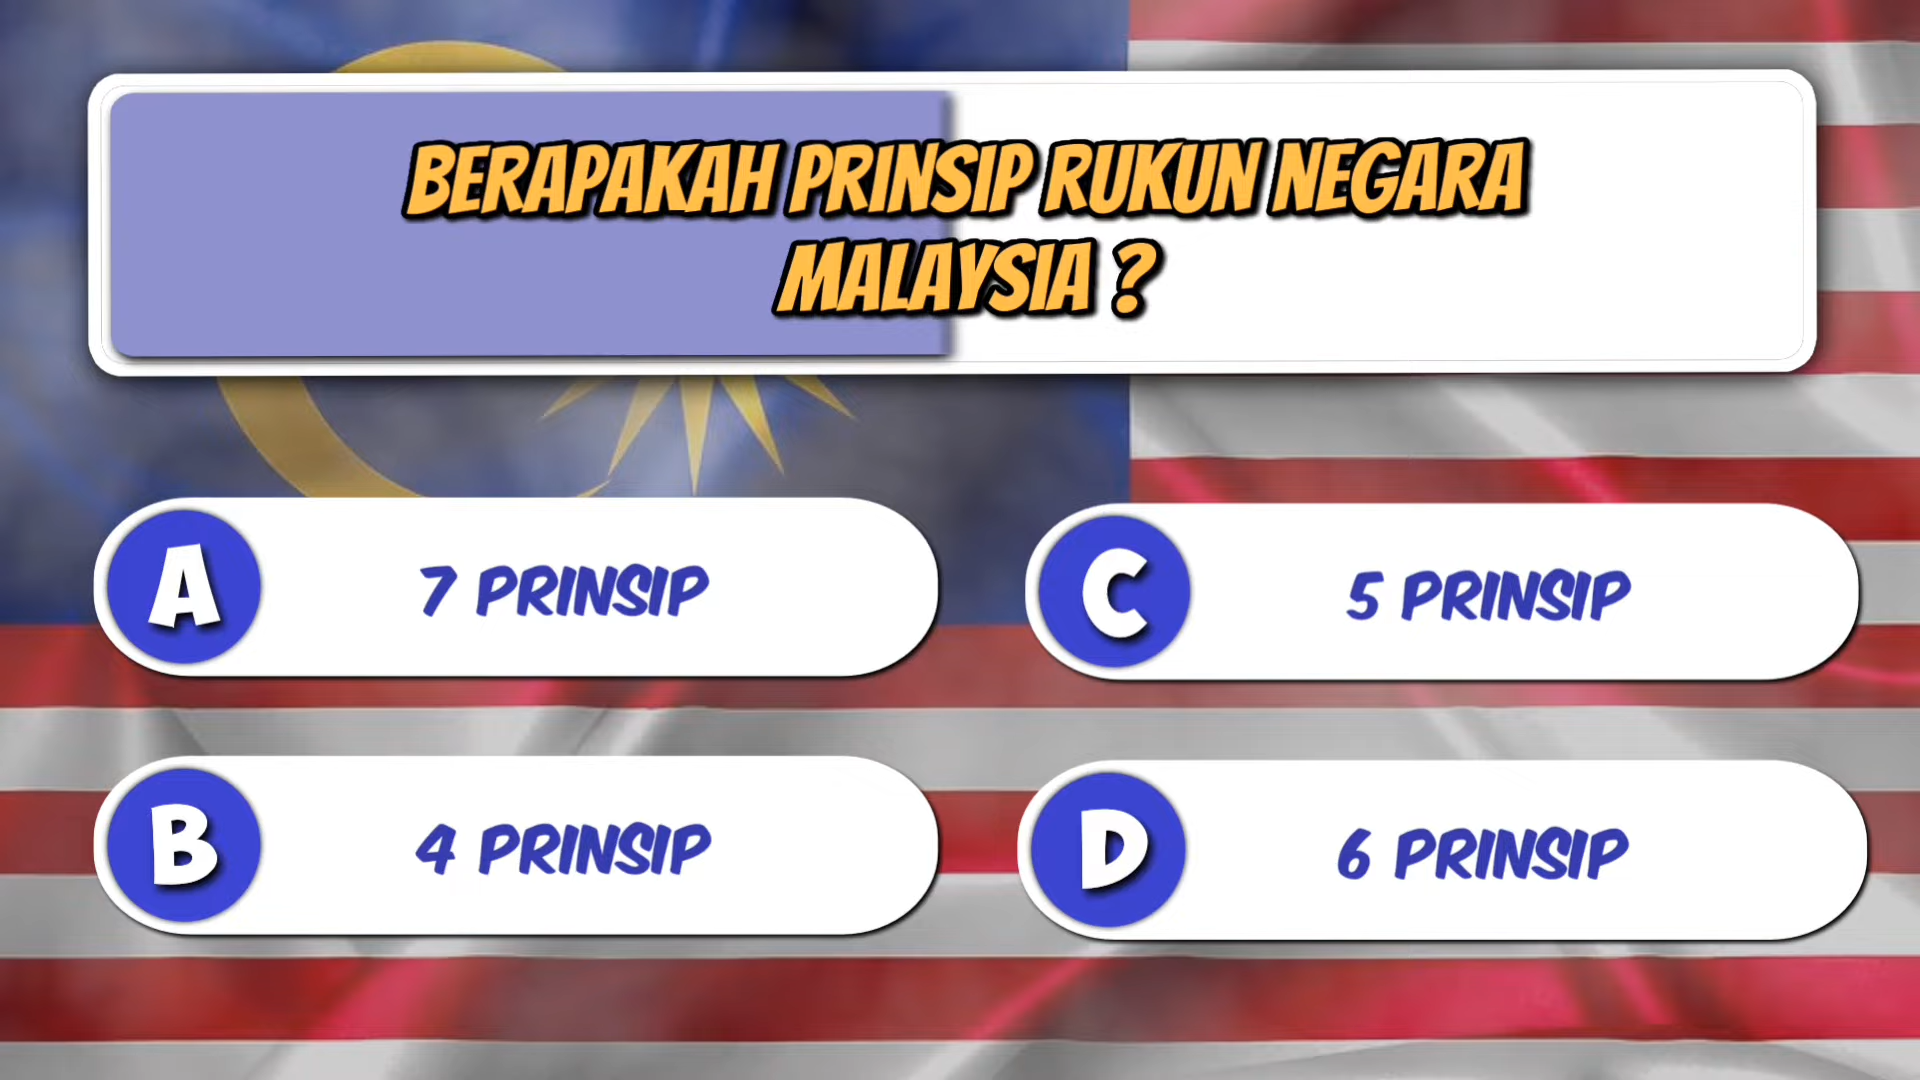 BERAPAKAH PRINSIP RUKUN NEGARA
MALAYSIA ?
A
7 PRINSIP
C
5 PRINSIP
B
4 PRINSIP
D
6 PRINSIP